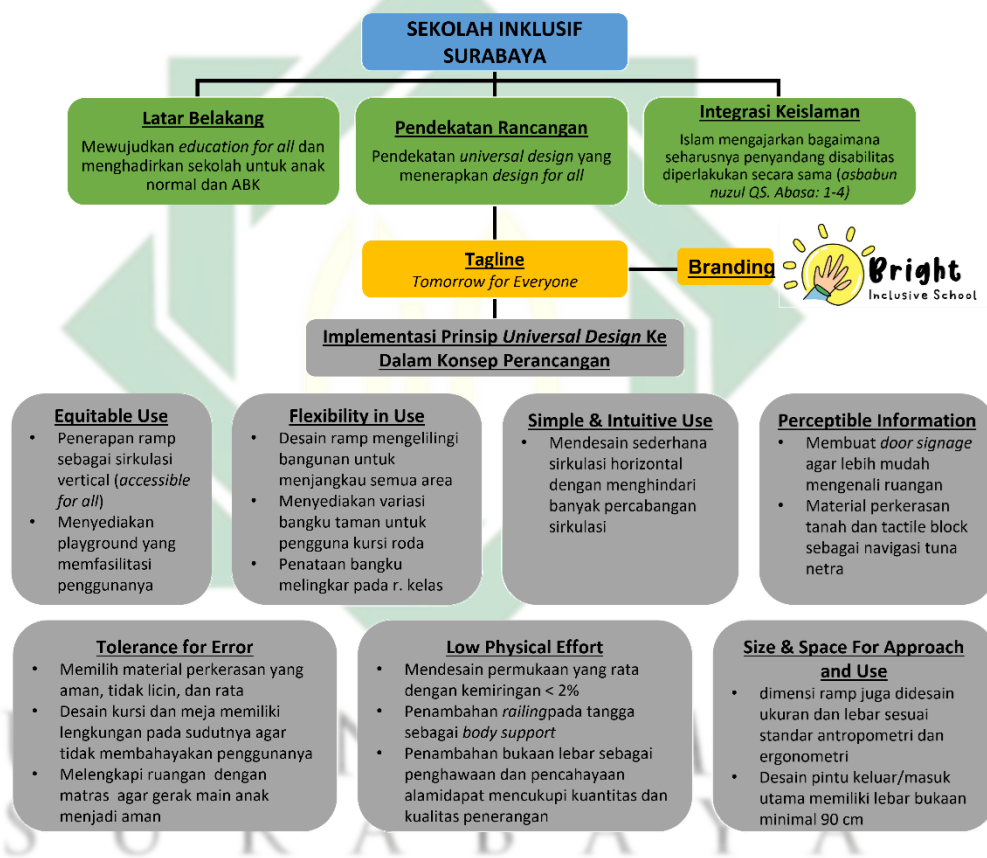 SEKOLAH INKLUSIF
SURABAYA
Latar Belakang
Mewujudkan education for all dan
menghadirkan sekolah untuk anak
normal dan ABK
Pendekatan Rancangan
Pendekatan universal design yang
menerapkan design for all
Integrasi Keislaman
Islam mengajarkan bagaimana
seharusnya penyandang disabilitas
diperlakukan secara sama (asbabun
nuzul QS. Abasa: 1-4)
Tagline
Tomorrow for Everyone
Branding
Bright
Inclusive School
Implementasi Prinsip Universal Design Ke
Dalam Konsep Perancangan
Equitable Use
• Penerapan ramp
sebagai sirkulasi
vertical (accessible
for all)
• Menyediakan
playground yang
memfasilitasi
penggunanya
Flexibility in Use
• Desain ramp mengelilingi
bangunan untuk
menjangkau semua area
• Menyediakan variasi
bangku taman untuk
pengguna kursi roda
• Penataan bangku
melingkar pada r. kelas
Simple & Intuitive Use
• Mendesain sederhana
sirkulasi horizontal
dengan menghindari
banyak percabangan
sirkulasi
Perceptible Information
• Membuat door signage
agar lebih mudah
mengenali ruangan
• Material perkerasan
tanah dan tactile block
sebagai navigasi tuna
netra
Tolerance for Error
• Memilih material perkerasan yang
aman, tidak licin, dan rata
• Desain kursi dan meja memiliki
lengkungan pada sudutnya agar
tidak membahayakan penggunanya
• Melengkapi ruangan dengan
matras agar gerak main anak
menjadi aman
Low Physical Effort
• Mendesain permukaan yang rata
dengan kemiringan < 2%
• Penambahan railingpada tangga
sebagai body support
• Penambahan bukaan lebar sebagai
penghawaan dan pencahayaan
alamidapat mencukupi kuantitas dan
kualitas penerangan
Size & Space For Approach
and Use
• dimensi ramp juga didesain
ukuran dan lebar sesuai
standar antropometri dan
ergonometri
• Desain pintu keluar/masuk
utama memiliki lebar bukaan
minimal 90 cm
S U R A B A Y A